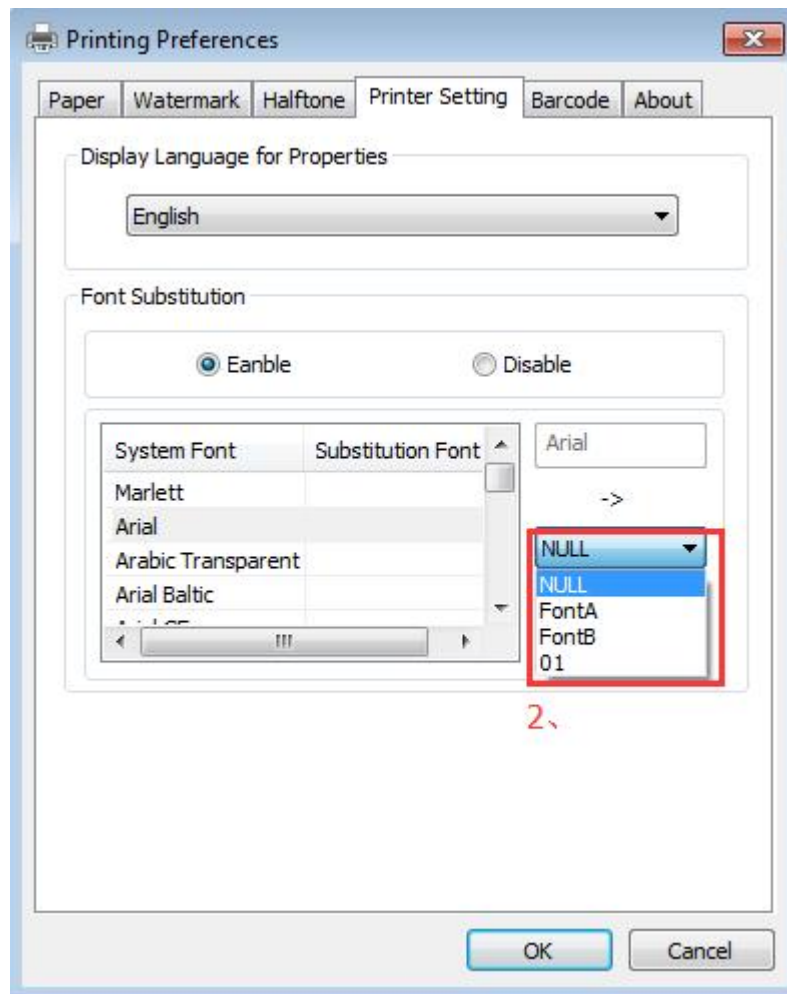 Printing Preferences
Paper Watermark Halftone Printer Setting Barcode About
Display Language for Properties
English
Font Substitution
Eanble Disable
System Font Substitution Font
Marlett
Arial
Arabic Transparent
Arial Baltic
Arial
->
NULL
NULL
FontA
FontB
01
2、
OK Cancel